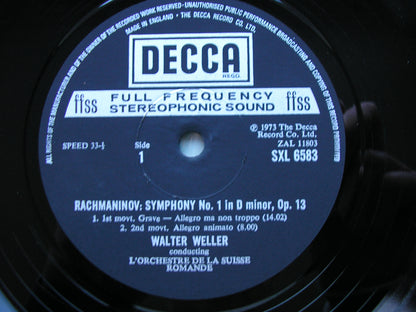 ALL RIGHTS OF THE MANUFACTURER AND OF THE OWNER OF THE RECORDED WORK RESERVED · UNAUTHORISED PUBLIC PERFORMANCE BROADCASTING AND COPYING OF THIS RECORD PROHIBITED
MADE IN ENGLAND · THE DECCA RECORD CO. LTD.
DECCA
REGD.
ffss FULL FREQUENCY ffss
STEREOPHONIC SOUND
SPEED 33⅓
Side
1
℗ 1973 The Decca
Record Co. Ltd.
ZAL 11803
SXL 6583
RACHMANINOV: SYMPHONY No. 1 in D minor, Op. 13
1. 1st movt. Grave — Allegro ma non troppo (14.02)
2. 2nd movt. Allegro animato (8.00)
WALTER WELLER
conducting
L'ORCHESTRE DE LA SUISSE
ROMANDE